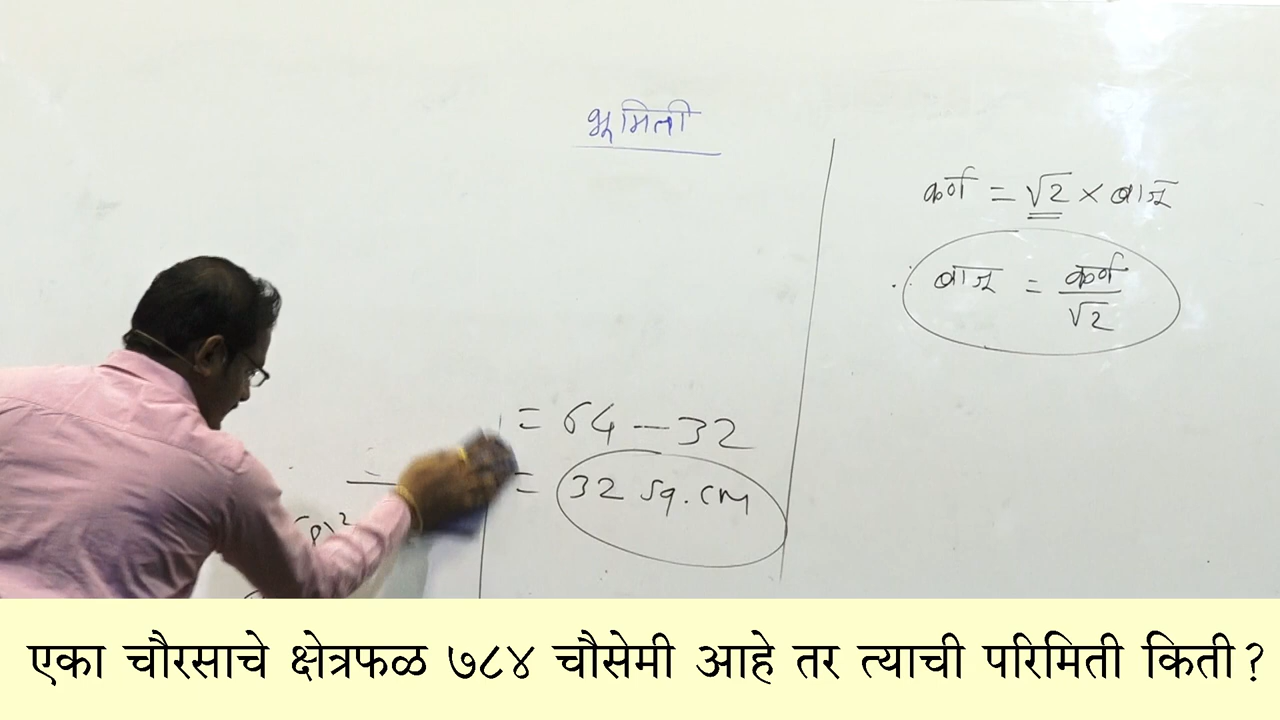 भूमिती
कर्ण = √2 × बाजू
∴ बाजू = कर्ण / √2
= 64 – 32
= 32 sq. cm
एका चौरसाचे क्षेत्रफळ ७८४ चौसेमी आहे तर त्याची परिमिती किती?